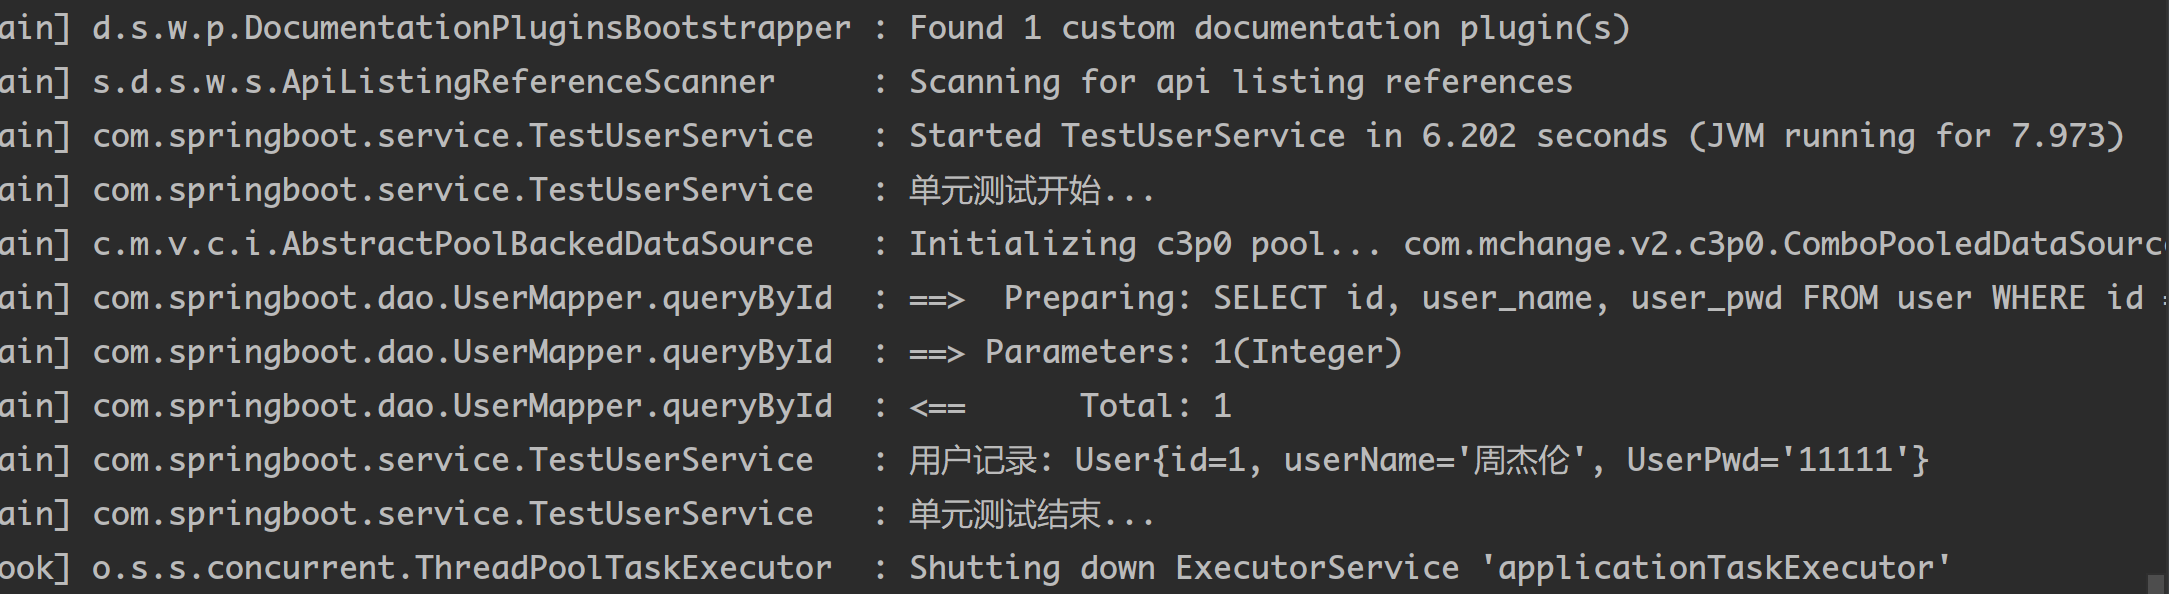 ain] d.s.w.p.DocumentationPluginsBootstrapper : Found 1 custom documentation plugin(s)
ain] s.d.s.w.s.ApiListingReferenceScanner : Scanning for api listing references
ain] com.springboot.service.TestUserService : Started TestUserService in 6.202 seconds (JVM running for 7.973)
ain] com.springboot.service.TestUserService : 单元测试开始...
ain] c.m.v.c.i.AbstractPoolBackedDataSource : Initializing c3p0 pool... com.mchange.v2.c3p0.ComboPooledDataSourc
ain] com.springboot.dao.UserMapper.queryById : ==> Preparing: SELECT id, user_name, user_pwd FROM user WHERE id =
ain] com.springboot.dao.UserMapper.queryById : ==> Parameters: 1(Integer)
ain] com.springboot.dao.UserMapper.queryById : <== Total: 1
ain] com.springboot.service.TestUserService : 用户记录: User{id=1, userName='周杰伦', UserPwd='11111'}
ain] com.springboot.service.TestUserService : 单元测试结束...
ook] o.s.s.concurrent.ThreadPoolTaskExecutor : Shutting down ExecutorService 'applicationTaskExecutor'